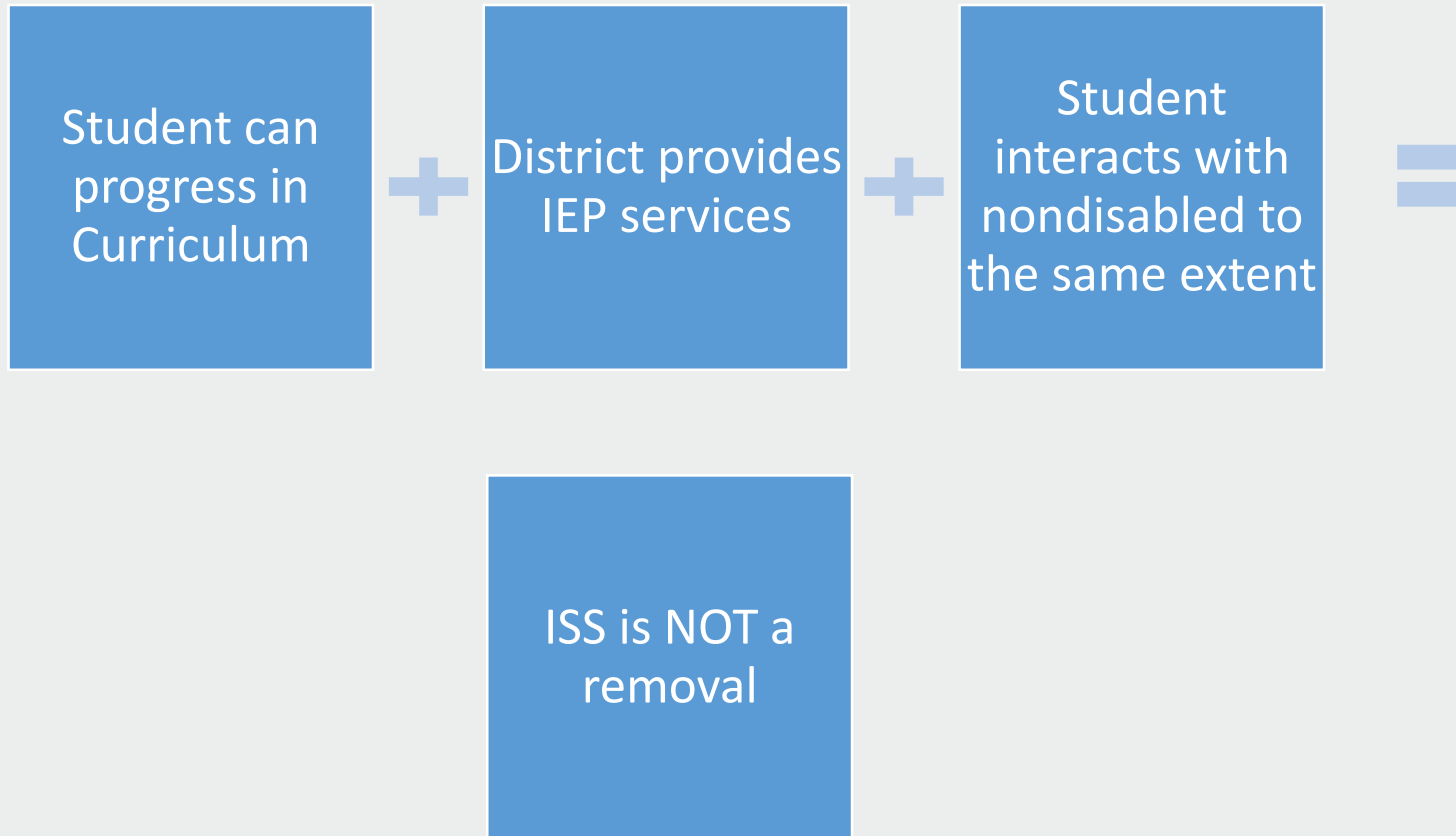 Student can
progress in
Curriculum
+
District provides
IEP services
+
Student
interacts with
nondisabled to
the same extent
=
ISS is NOT a
removal